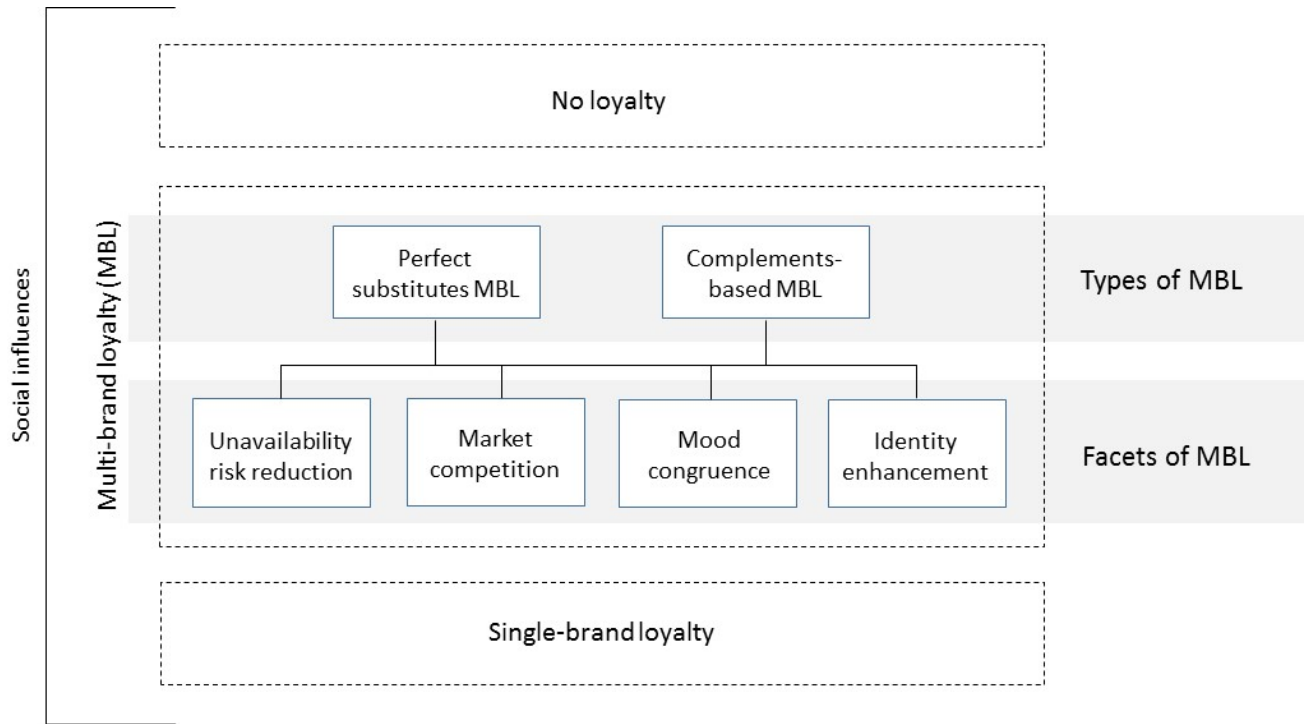 No loyalty
Social influences
Multi-brand loyalty (MBL)
Perfect
substitutes MBL
Complements-
based MBL
Types of MBL
Unavailability
risk reduction
Market
competition
Mood
congruence
Identity
enhancement
Facets of MBL
Single-brand loyalty